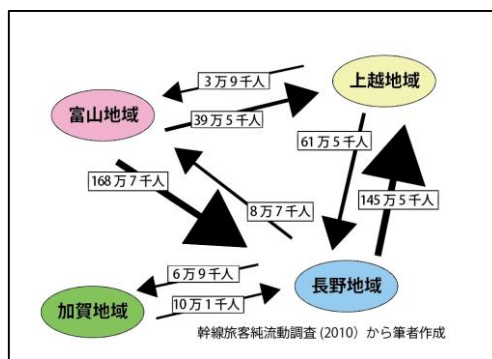 3万9千人
上越地域
富山地域
39万5千人
61万5千人
168万7千人
8万7千人
145万5千人
6万9千人
長野地域
加賀地域
10万1千人
幹線旅客純流動調査(2010)から筆者作成